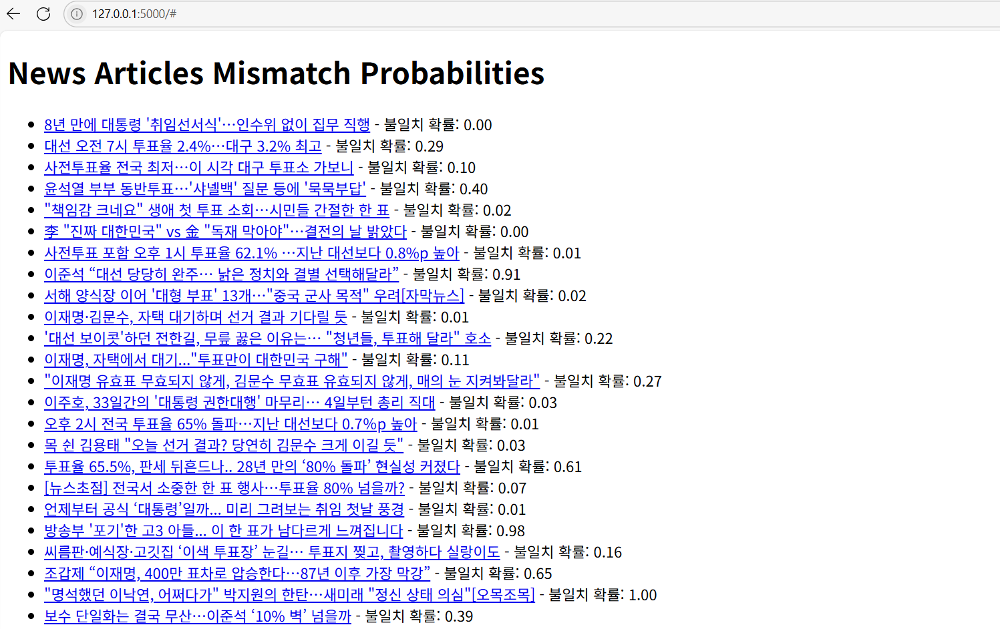 127.0.0.1:5000/#
News Articles Mismatch Probabilities
8년 만에 대통령 '취임선서식'…인수위 없이 집무 직행 - 불일치 확률: 0.00
대선 오전 7시 투표율 2.4%…대구 3.2% 최고 - 불일치 확률: 0.29
사전투표율 전국 최저…이 시각 대구 투표소 가보니 - 불일치 확률: 0.10
윤석열 부부 동반투표…'샤넬백' 질문 등에 '묵묵부답' - 불일치 확률: 0.40
"책임감 크네요" 생애 첫 투표 소회…시민들 간절한 한 표 - 불일치 확률: 0.02
李 "진짜 대한민국" vs 金 "독재 막아야"…결전의 날 밝았다 - 불일치 확률: 0.00
사전투표 포함 오후 1시 투표율 62.1% …지난 대선보다 0.8%p 높아 - 불일치 확률: 0.01
이준석 “대선 당당히 완주… 낡은 정치와 결별 선택해달라” - 불일치 확률: 0.91
서해 양식장 이어 '대형 부표' 13개…"중국 군사 목적" 우려[자막뉴스] - 불일치 확률: 0.02
이재명·김문수, 자택 대기하며 선거 결과 기다릴 듯 - 불일치 확률: 0.01
'대선 보이콧'하던 전한길, 무릎 꿇은 이유는… "청년들, 투표해 달라" 호소 - 불일치 확률: 0.22
이재명, 자택에서 대기..."투표만이 대한민국 구해" - 불일치 확률: 0.11
"이재명 유효표 무효되지 않게, 김문수 무효표 유효되지 않게, 매의 눈 지켜봐달라" - 불일치 확률: 0.27
이주호, 33일간의 '대통령 권한대행' 마무리… 4일부턴 총리 직대 - 불일치 확률: 0.03
오후 2시 전국 투표율 65% 돌파…지난 대선보다 0.7%p 높아 - 불일치 확률: 0.01
목 쉰 김용태 "오늘 선거 결과? 당연히 김문수 크게 이길 듯" - 불일치 확률: 0.03
투표율 65.5%, 판세 뒤흔드나.. 28년 만의 ‘80% 돌파’ 현실성 커졌다 - 불일치 확률: 0.61
[뉴스초점] 전국서 소중한 한 표 행사…투표율 80% 넘을까? - 불일치 확률: 0.07
언제부터 공식 ‘대통령’일까... 미리 그려보는 취임 첫날 풍경 - 불일치 확률: 0.01
방송부 '포기'한 고3 아들... 이 한 표가 남다르게 느껴집니다 - 불일치 확률: 0.98
씨름판·예식장·고깃집 ‘이색 투표장’ 눈길… 투표지 찢고, 촬영하다 실랑이도 - 불일치 확률: 0.16
조갑제 “이재명, 400만 표차로 압승한다…87년 이후 가장 막강” - 불일치 확률: 0.65
"명석했던 이낙연, 어쩌다가" 박지원의 한탄…새미래 "정신 상태 의심"[오목조목] - 불일치 확률: 1.00
보수 단일화는 결국 무산…이준석 ‘10% 벽’ 넘을까 - 불일치 확률: 0.39